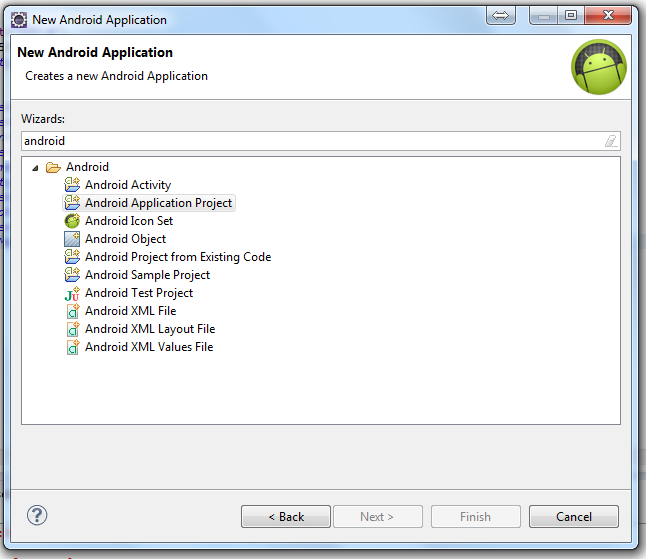 New Android Application
New Android Application
Creates a new Android Application
Wizards:
android
Android
Android Activity
Android Application Project
Android Icon Set
Android Object
Android Project from Existing Code
Android Sample Project
Android Test Project
Android XML File
Android XML Layout File
Android XML Values File
? < Back Next > Finish Cancel